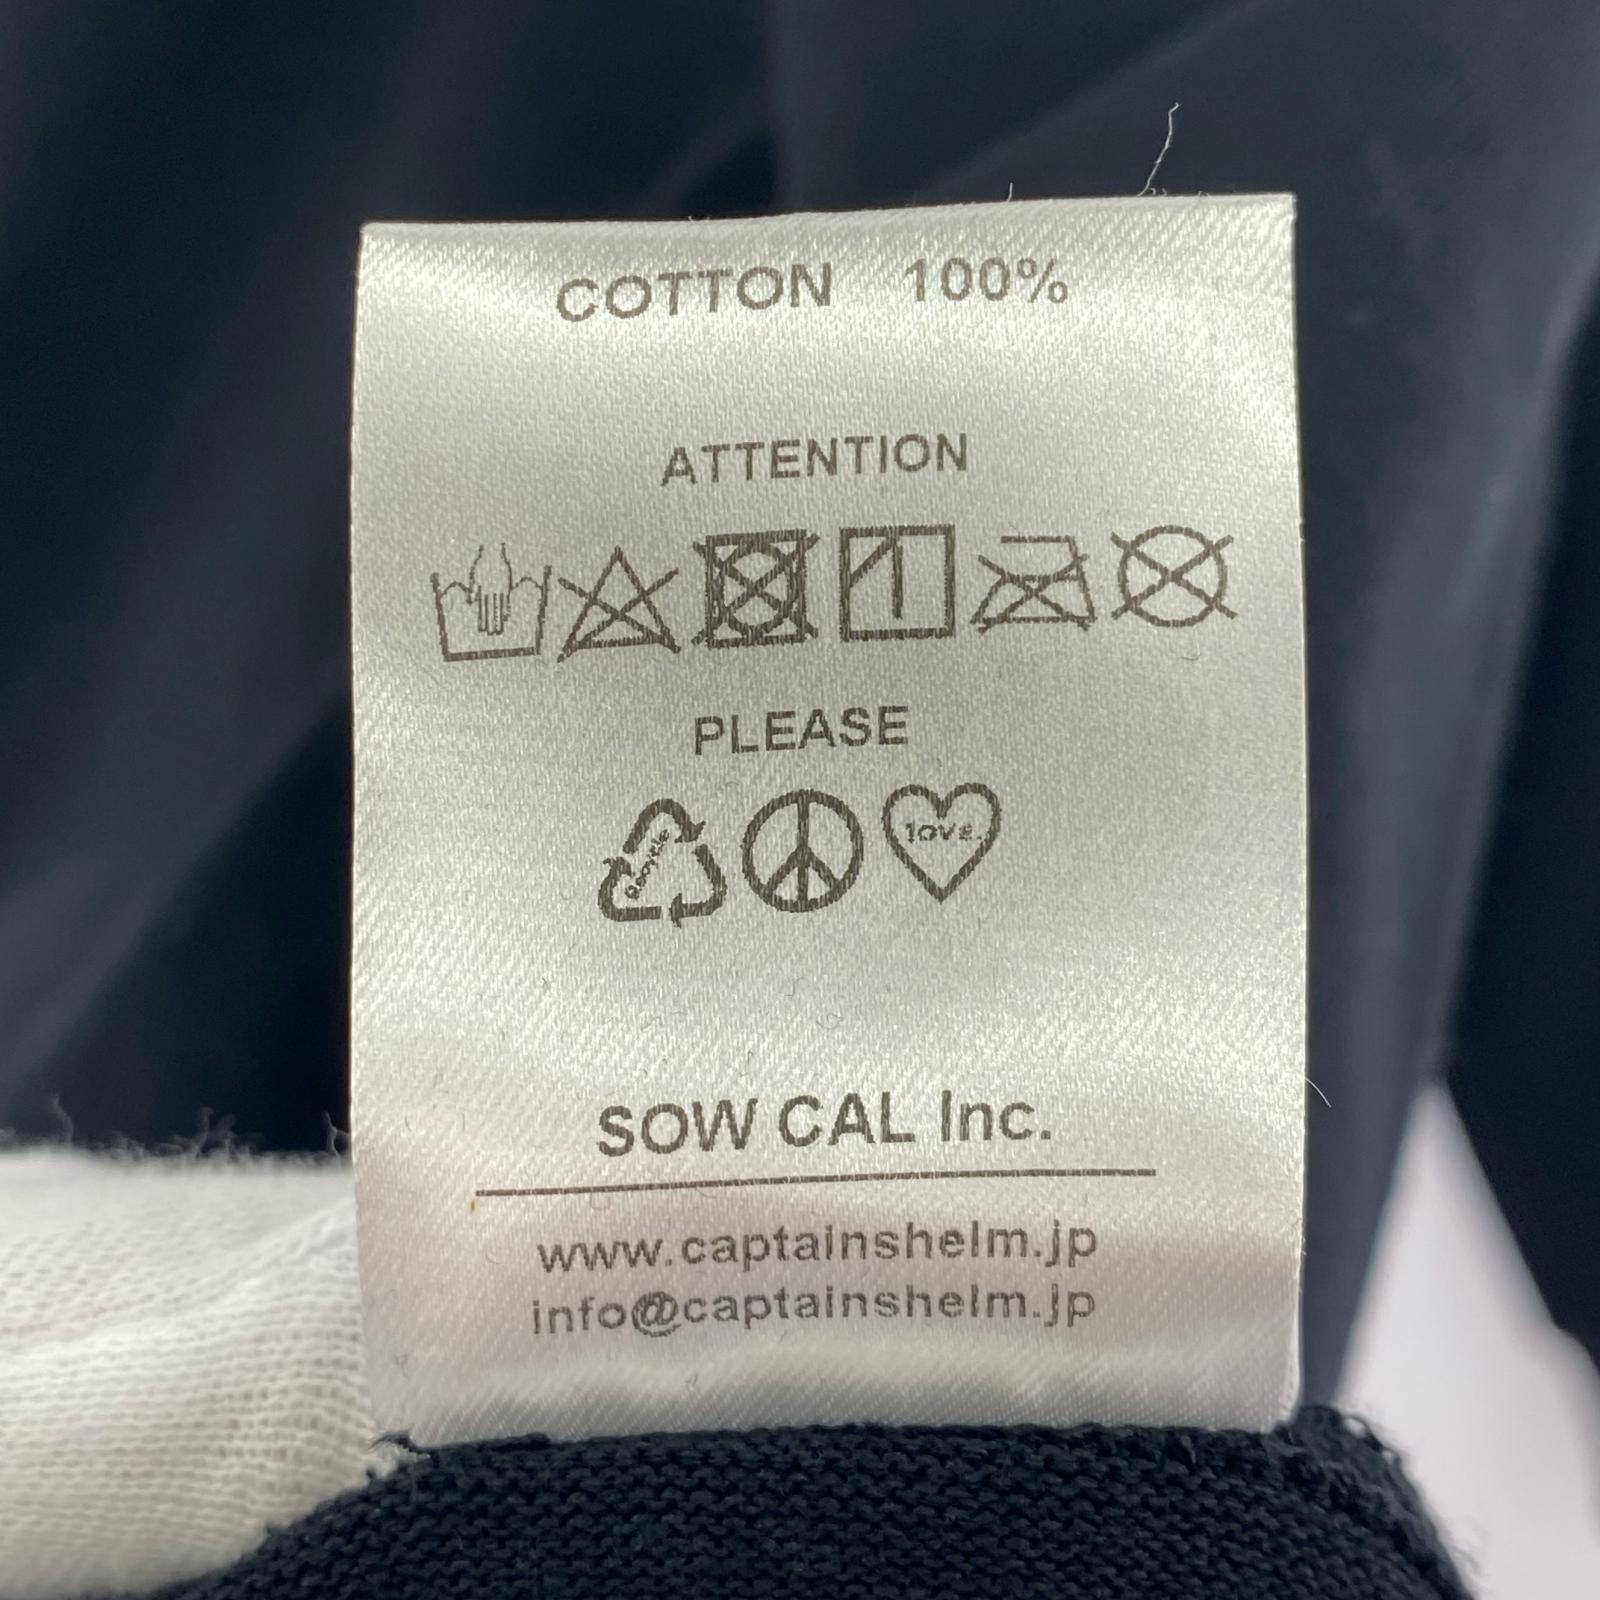 COTTON 100%
ATTENTION
PLEASE
Recycle
love.
SOW CAL Inc.
www.captainshelm.jp
info@captainshelm.jp